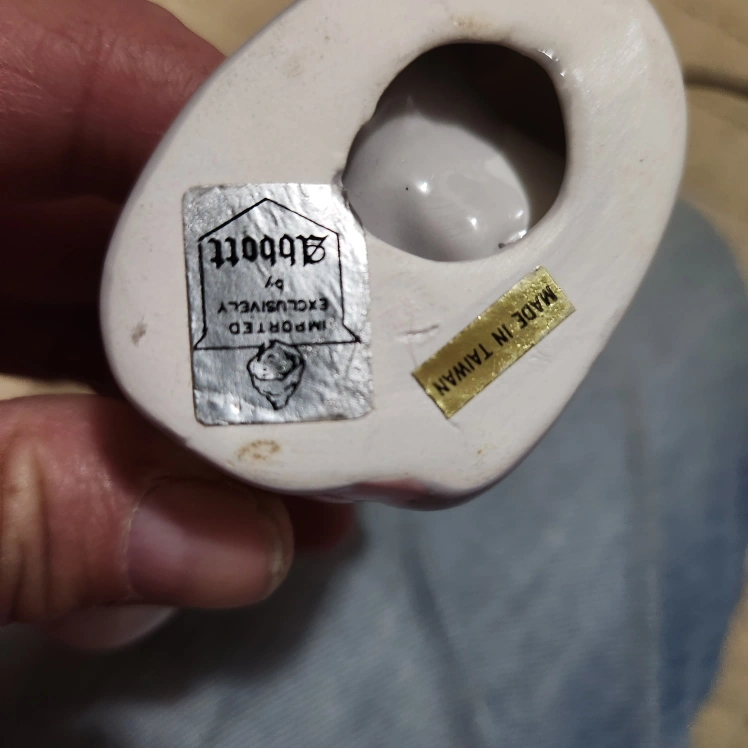 IMPORTED
EXCLUSIVELY
by
Abbott
MADE IN TAIWAN